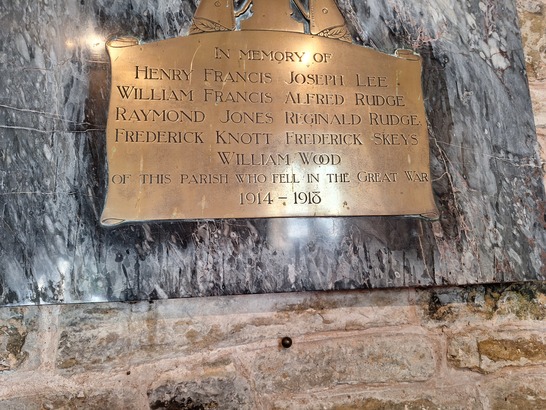 IN MEMORY OF
HENRY FRANCIS JOSEPH LEE
WILLIAM FRANCIS ALFRED RUDGE
RAYMOND JONES REGINALD RUDGE
FREDERICK KNOTT FREDERICK SKEYS
WILLIAM WOOD
OF THIS PARISH WHO FELL IN THE GREAT WAR
1914 – 1918